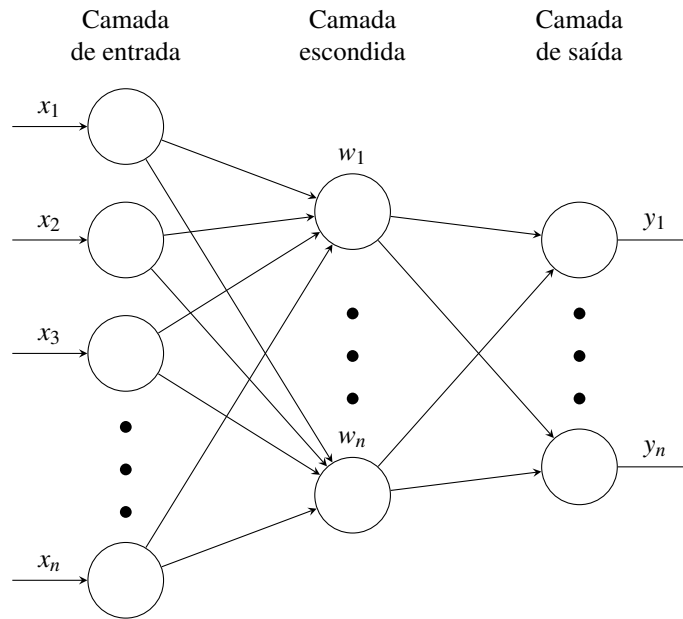 Camada
de entrada
Camada
escondida
Camada
de saída
x1
x2
x3
xn
w1
wn
y1
yn